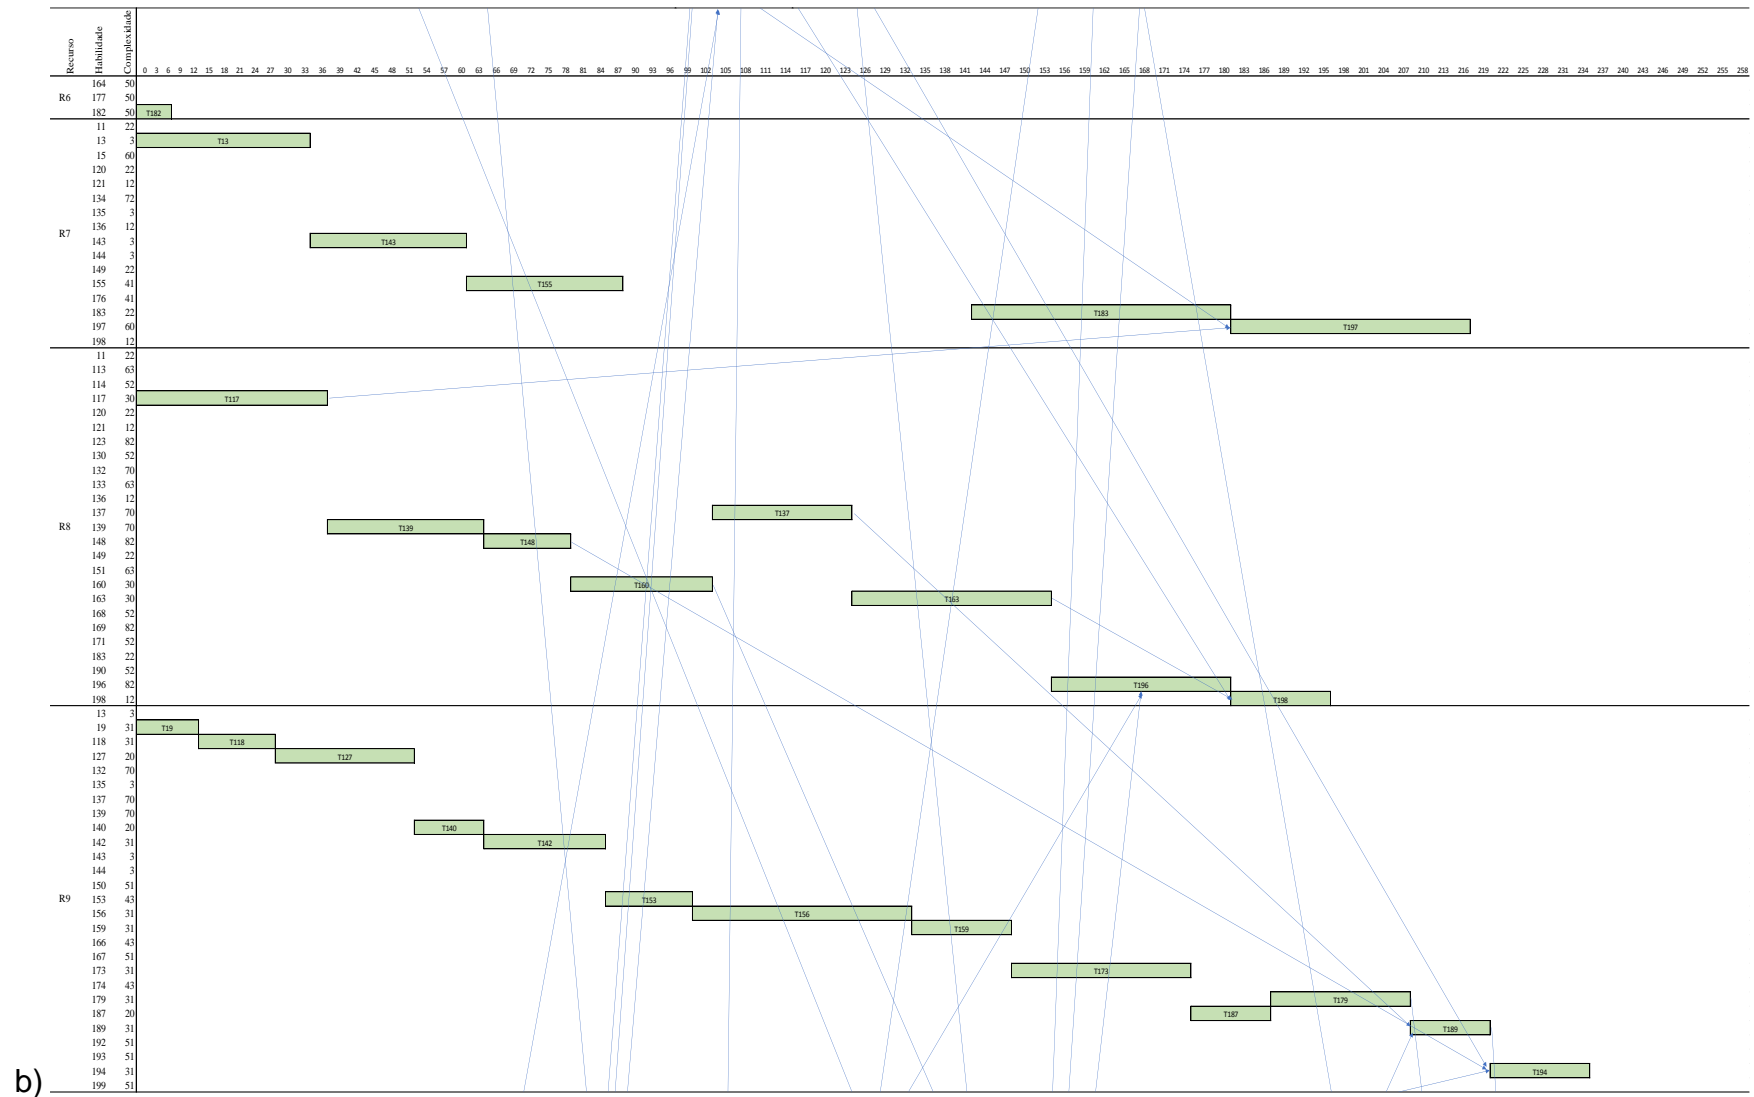 Recurso Habilidade Complexidade 0 3 6 9 12 15 18 21 24 27 30 33 36 39 42 45 48 51 54 57 60 63 66 69 72 75 78 81 84 87 90 93 96 99 102 105 108 111 114 117 120 123 126 129 132 135 138 141 144 147 150 153 156 159 162 165 168 171 174 177 180 183 186 189 192 195 198 201 204 207 210 213 216 219 222 225 228 231 234 237 240 243 246 249 252 255 258
164 50
R6 177 50
182 50 T182
11 22
13 3 T13
15 60
120 22
121 12
134 72
135 3
136 12
R7 143 3 T143
144 3
149 22
155 41 T155
176 41
183 22 T183
197 60 T197
198 12
11 22
113 63
114 52
117 30 T117
120 22
121 12
123 82
130 52
132 70
133 63
136 12
137 70 T137
R8 139 70 T139
148 82 T148
149 22
151 63
160 30 T160
163 30 T163
168 52
169 82
171 52
183 22
190 52
196 82 T196
198 12 T198
13 3
19 31 T19
118 31 T118
127 20 T127
132 70
135 3
137 70
139 70
140 20 T140
142 31 T142
143 3
144 3
150 51
R9 153 43 T153
156 31 T156
159 31 T159
166 43
167 51
173 31 T173
174 43
179 31 T179
187 20 T187
189 31 T189
192 51
193 51
b) 194 31 T194
199 51